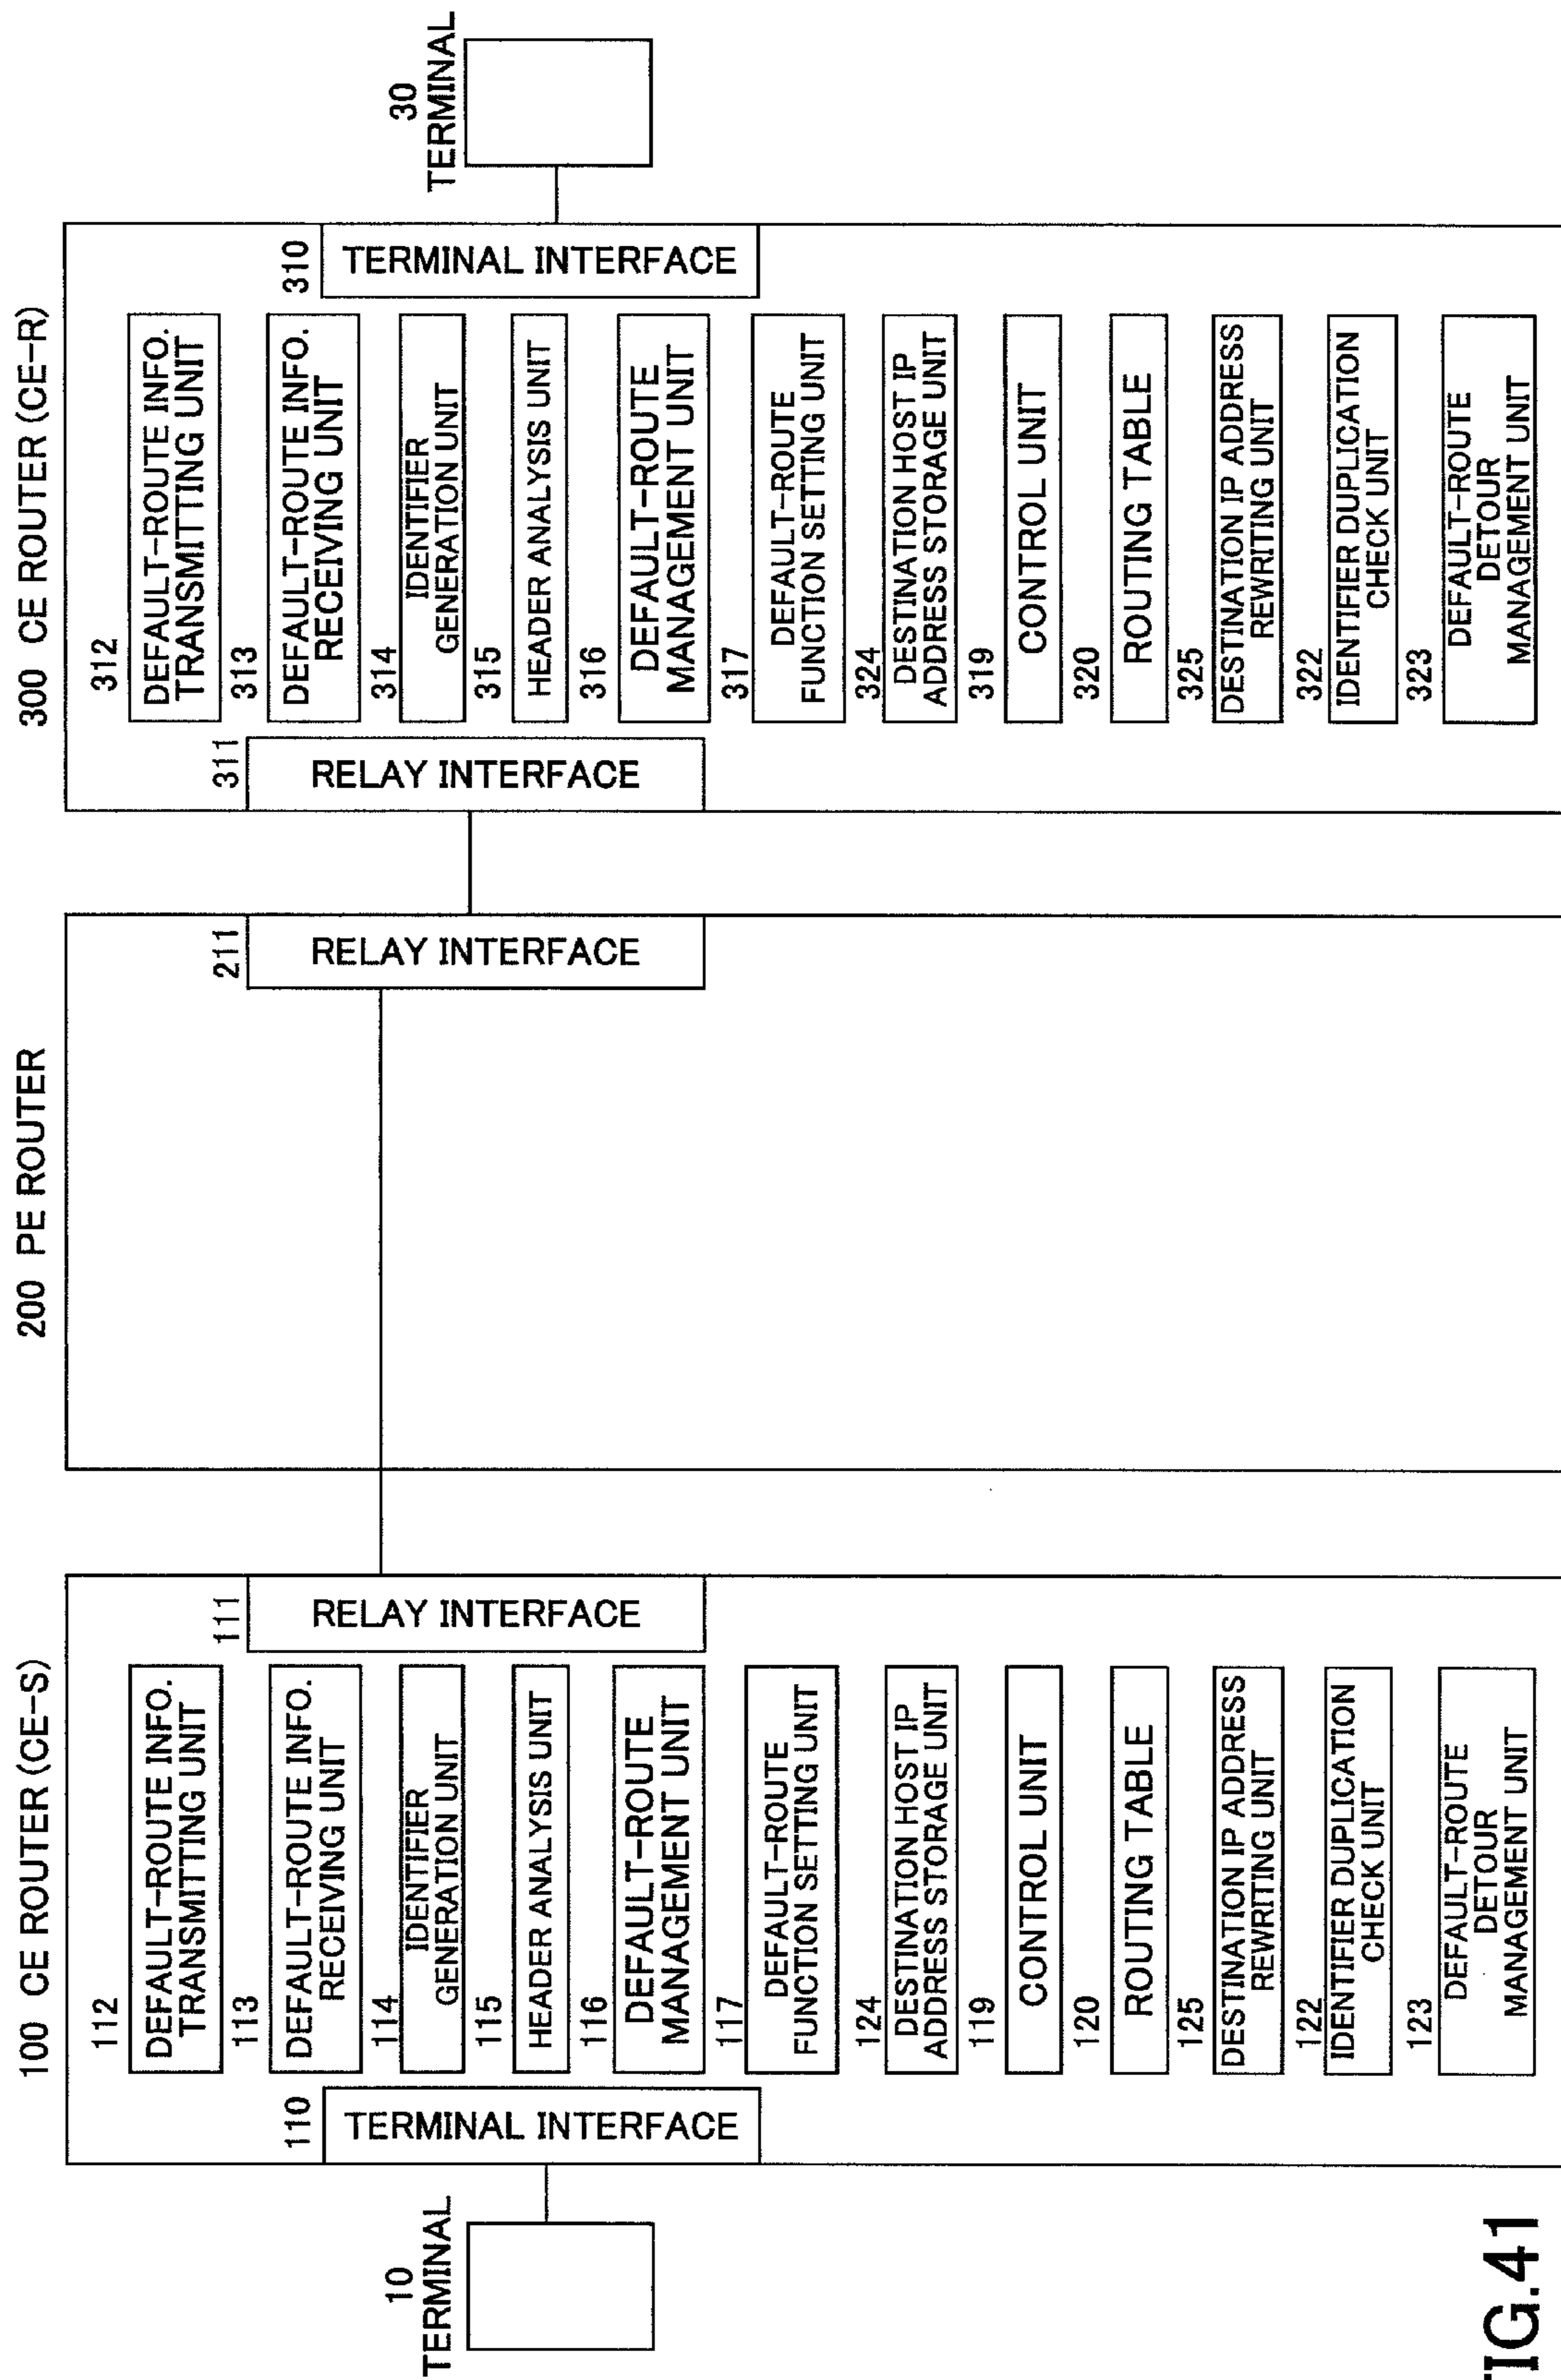 100 CE ROUTER (CE-S)
200 PE ROUTER
300 CE ROUTER (CE-R)
10
TERMINAL
110
TERMINAL INTERFACE
112
DEFAULT-ROUTE INFO.
TRANSMITTING UNIT
113
DEFAULT-ROUTE INFO.
RECEIVING UNIT
114
IDENTIFIER
GENERATION UNIT
115
HEADER ANALYSIS UNIT
116
DEFAULT-ROUTE
MANAGEMENT UNIT
117
DEFAULT-ROUTE
FUNCTION SETTING UNIT
124
DESTINATION HOST IP
ADDRESS STORAGE UNIT
119
CONTROL UNIT
120
ROUTING TABLE
125
DESTINATION IP ADDRESS
REWRITING UNIT
122
IDENTIFIER DUPLICATION
CHECK UNIT
123
DEFAULT-ROUTE
DETOUR
MANAGEMENT UNIT
111
RELAY INTERFACE
211
RELAY INTERFACE
311
RELAY INTERFACE
312
DEFAULT-ROUTE INFO.
TRANSMITTING UNIT
313
DEFAULT-ROUTE INFO.
RECEIVING UNIT
314
IDENTIFIER
GENERATION UNIT
315
HEADER ANALYSIS UNIT
316
DEFAULT-ROUTE
MANAGEMENT UNIT
317
DEFAULT-ROUTE
FUNCTION SETTING UNIT
324
DESTINATION HOST IP
ADDRESS STORAGE UNIT
319
CONTROL UNIT
320
ROUTING TABLE
325
DESTINATION IP ADDRESS
REWRITING UNIT
322
IDENTIFIER DUPLICATION
CHECK UNIT
323
DEFAULT-ROUTE
DETOUR
MANAGEMENT UNIT
310
TERMINAL INTERFACE
30
TERMINAL
FIG.41